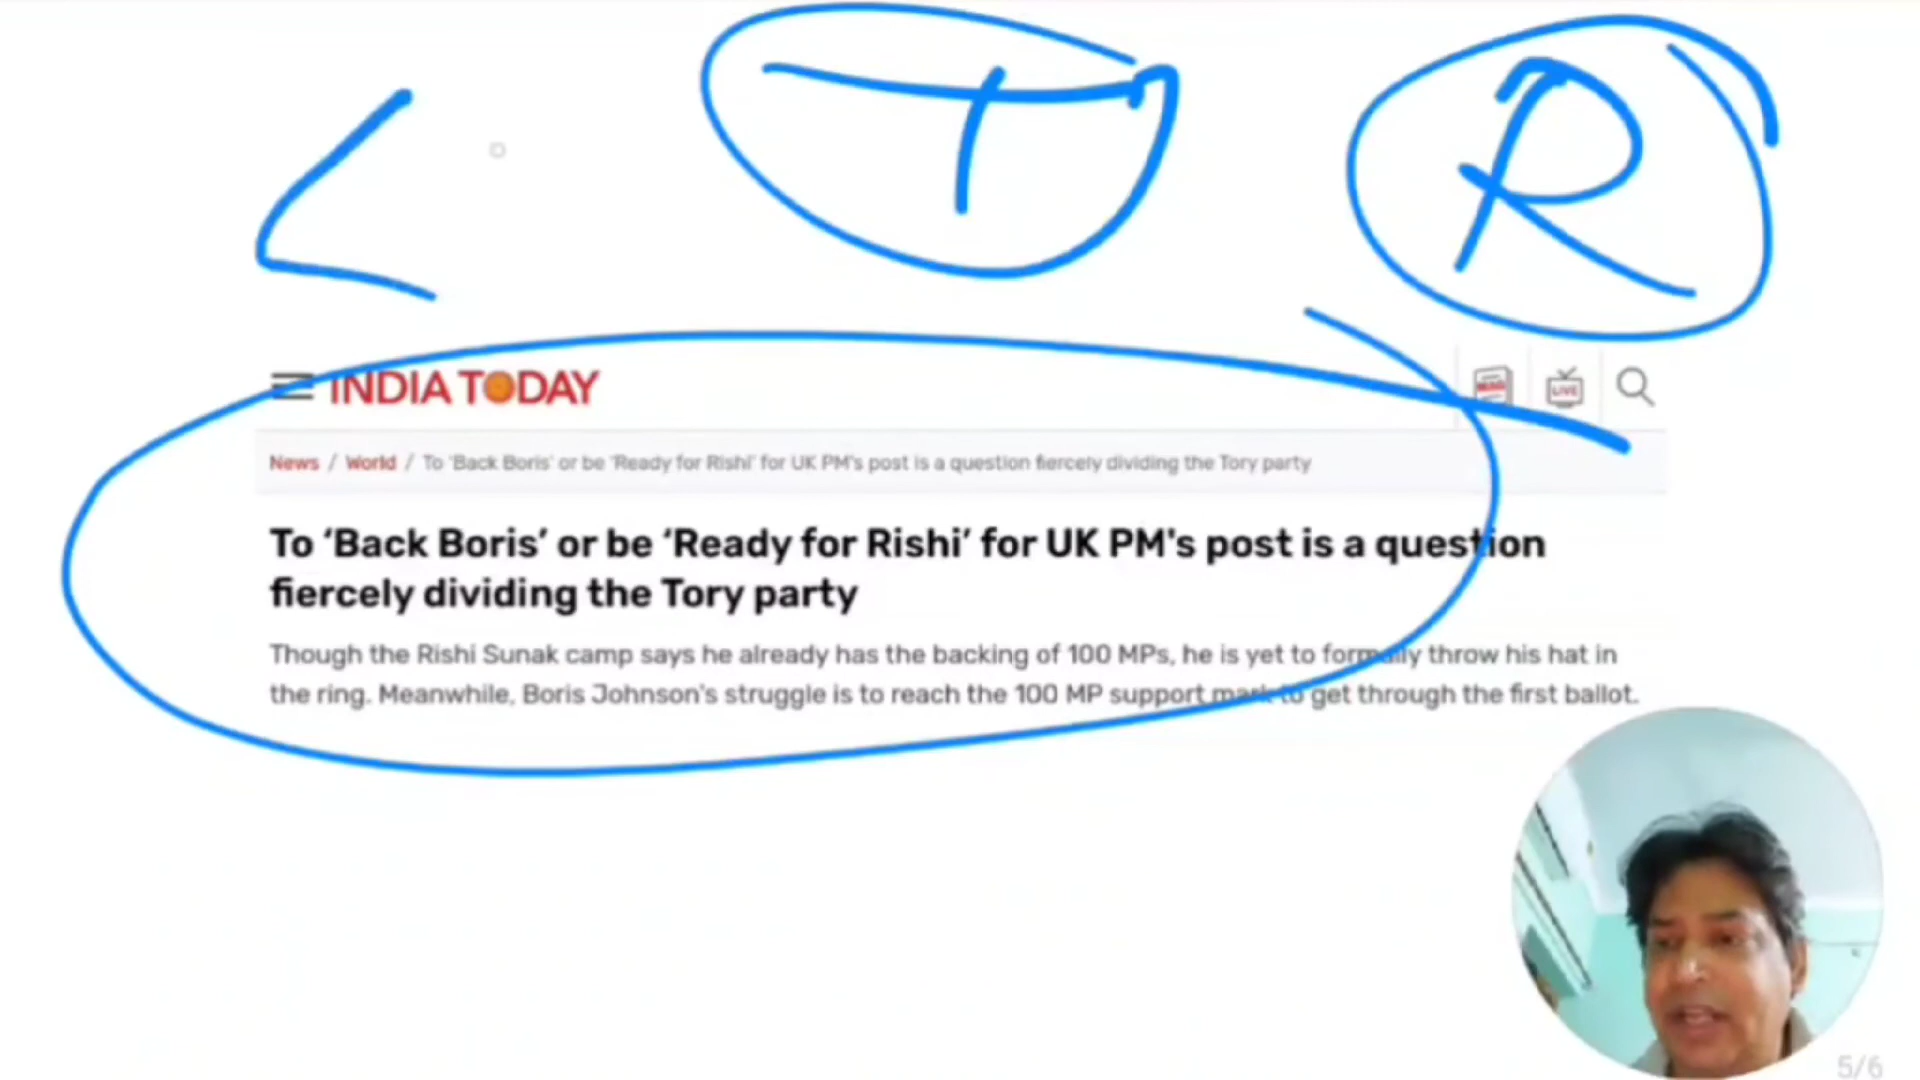 T R
INDIA TODAY
NEWS
LIVE
News / World / To 'Back Boris' or be 'Ready for Rishi' for UK PM's post is a question fiercely dividing the Tory party
To ‘Back Boris’ or be ‘Ready for Rishi’ for UK PM's post is a question
fiercely dividing the Tory party
Though the Rishi Sunak camp says he already has the backing of 100 MPs, he is yet to formally throw his hat in
the ring. Meanwhile, Boris Johnson's struggle is to reach the 100 MP support mark to get through the first ballot.
5/6